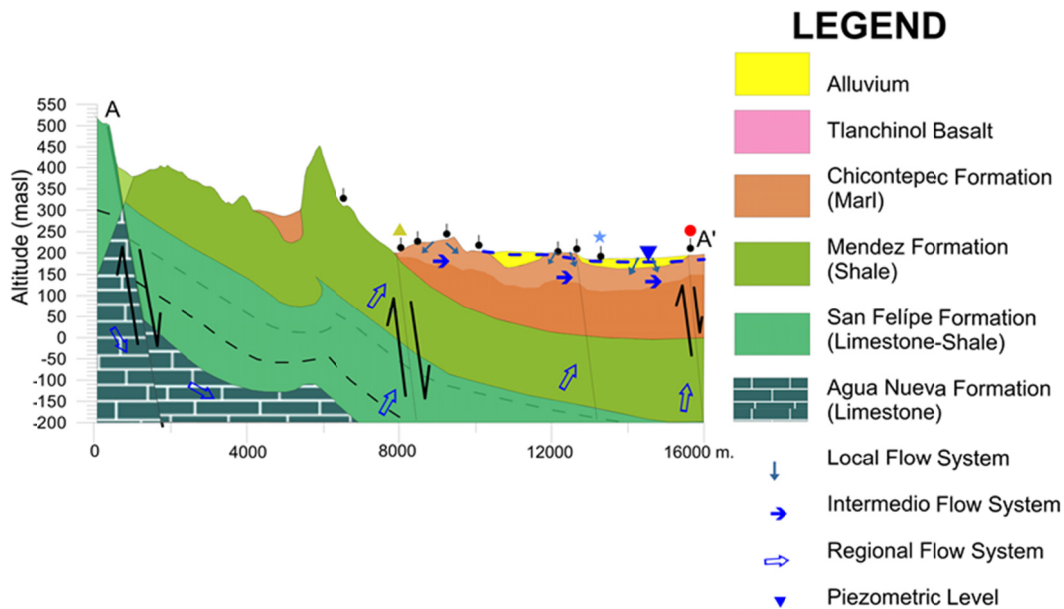 LEGEND
Alluvium
Tlanchinol Basalt
Chicontepec Formation
(Marl)
Mendez Formation
(Shale)
San Felípe Formation
(Limestone-Shale)
Agua Nueva Formation
(Limestone)
Local Flow System
Intermedio Flow System
Regional Flow System
Piezometric Level
Altitude (masl)
550
500
450
400
350
300
250
200
150
100
50
0
-50
-100
-150
-200
A
A'
0 4000 8000 12000 16000 m.